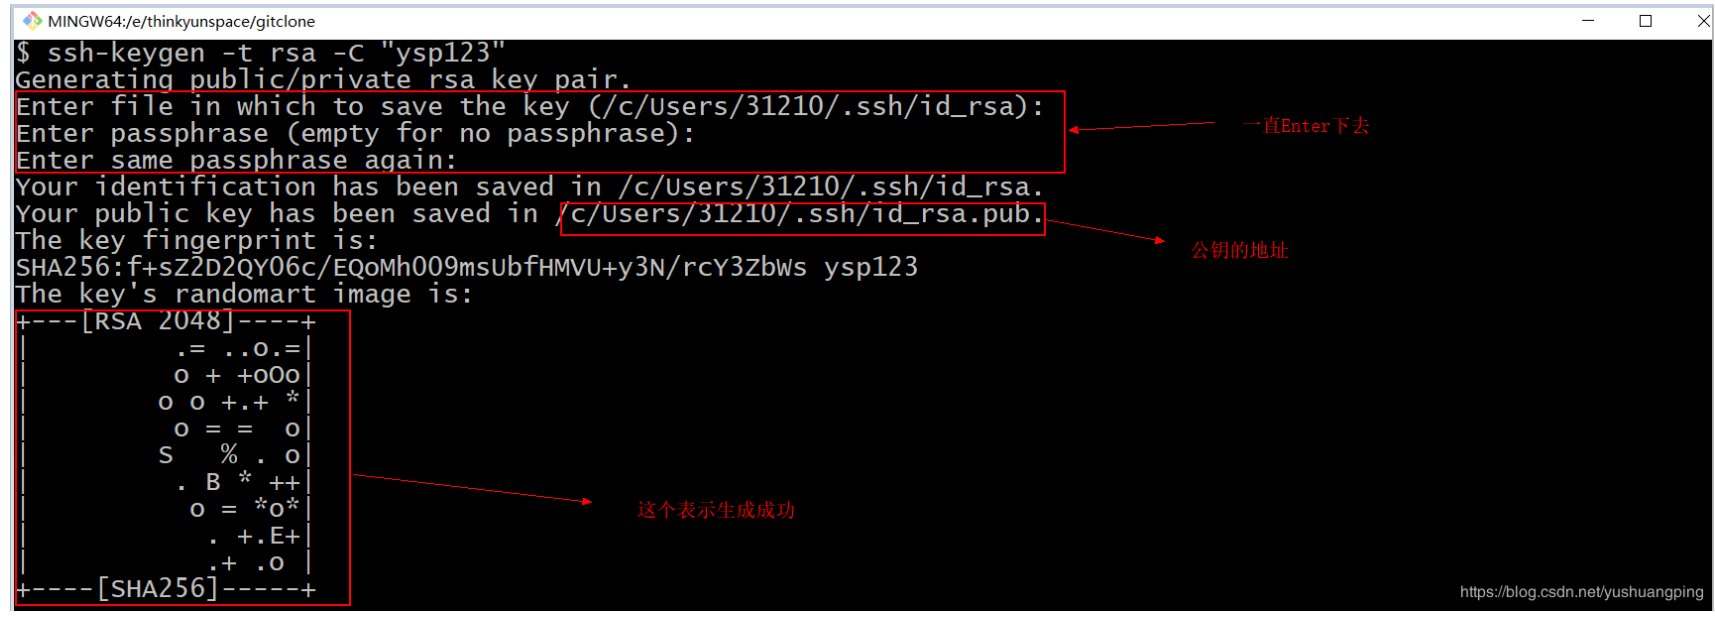 MINGW64:/e/thinkyunspace/gitclone
$ ssh-keygen -t rsa -C "ysp123"
Generating public/private rsa key pair.
Enter file in which to save the key (/c/Users/31210/.ssh/id_rsa):
Enter passphrase (empty for no passphrase):
一直Enter下去
Enter same passphrase again:
Your identification has been saved in /c/Users/31210/.ssh/id_rsa.
Your public key has been saved in /c/Users/31210/.ssh/id_rsa.pub.
公钥的地址
The key fingerprint is:
SHA256:f+sZ2D2QY06c/EQoMhO09msUbfHMVU+y3N/rcY3ZbWs ysp123
The key's randomart image is:
+---[RSA 2048]----+
|          .= ..o.=|
|          o + +oOo|
|         o o +.+ *|
|          o = =  o|
|         S   % . o|
|          . B * ++|
|           o = *o*|
|            . +.E+|
|            .+ .o |
+----[SHA256]-----+
这个表示生成成功
https://blog.csdn.net/yushuangping